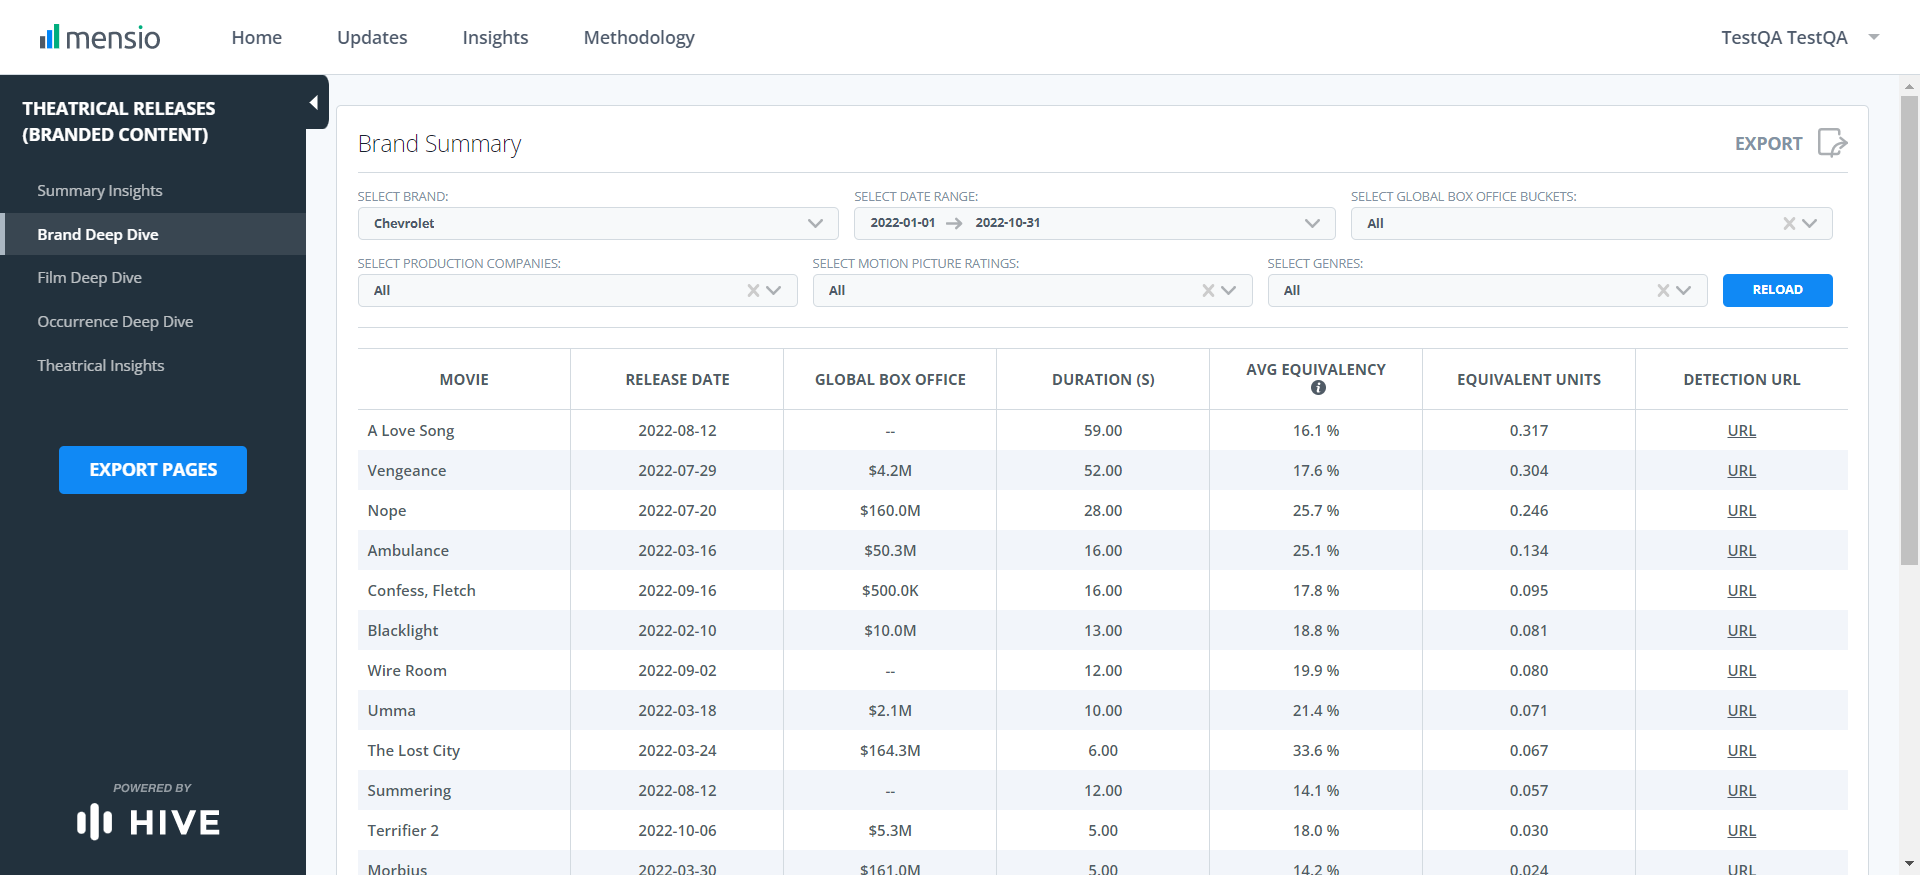 mensio Home Updates Insights Methodology TestQA TestQA
THEATRICAL RELEASES
(BRANDED CONTENT)
Summary Insights
Brand Deep Dive
Film Deep Dive
Occurrence Deep Dive
Theatrical Insights
EXPORT PAGES
POWERED BY
HIVE
Brand Summary EXPORT
SELECT BRAND: SELECT DATE RANGE: SELECT GLOBAL BOX OFFICE BUCKETS:
Chevrolet 2022-01-01 → 2022-10-31 All
SELECT PRODUCTION COMPANIES: SELECT MOTION PICTURE RATINGS: SELECT GENRES:
All All All RELOAD
MOVIE RELEASE DATE GLOBAL BOX OFFICE DURATION (S) AVG EQUIVALENCY EQUIVALENT UNITS DETECTION URL
A Love Song 2022-08-12 -- 59.00 16.1 % 0.317 URL
Vengeance 2022-07-29 $4.2M 52.00 17.6 % 0.304 URL
Nope 2022-07-20 $160.0M 28.00 25.7 % 0.246 URL
Ambulance 2022-03-16 $50.3M 16.00 25.1 % 0.134 URL
Confess, Fletch 2022-09-16 $500.0K 16.00 17.8 % 0.095 URL
Blacklight 2022-02-10 $10.0M 13.00 18.8 % 0.081 URL
Wire Room 2022-09-02 -- 12.00 19.9 % 0.080 URL
Umma 2022-03-18 $2.1M 10.00 21.4 % 0.071 URL
The Lost City 2022-03-24 $164.3M 6.00 33.6 % 0.067 URL
Summering 2022-08-12 -- 12.00 14.1 % 0.057 URL
Terrifier 2 2022-10-06 $5.3M 5.00 18.0 % 0.030 URL
Morbius 2022-03-30 $161.0M 5.00 14.2 % 0.024 URL